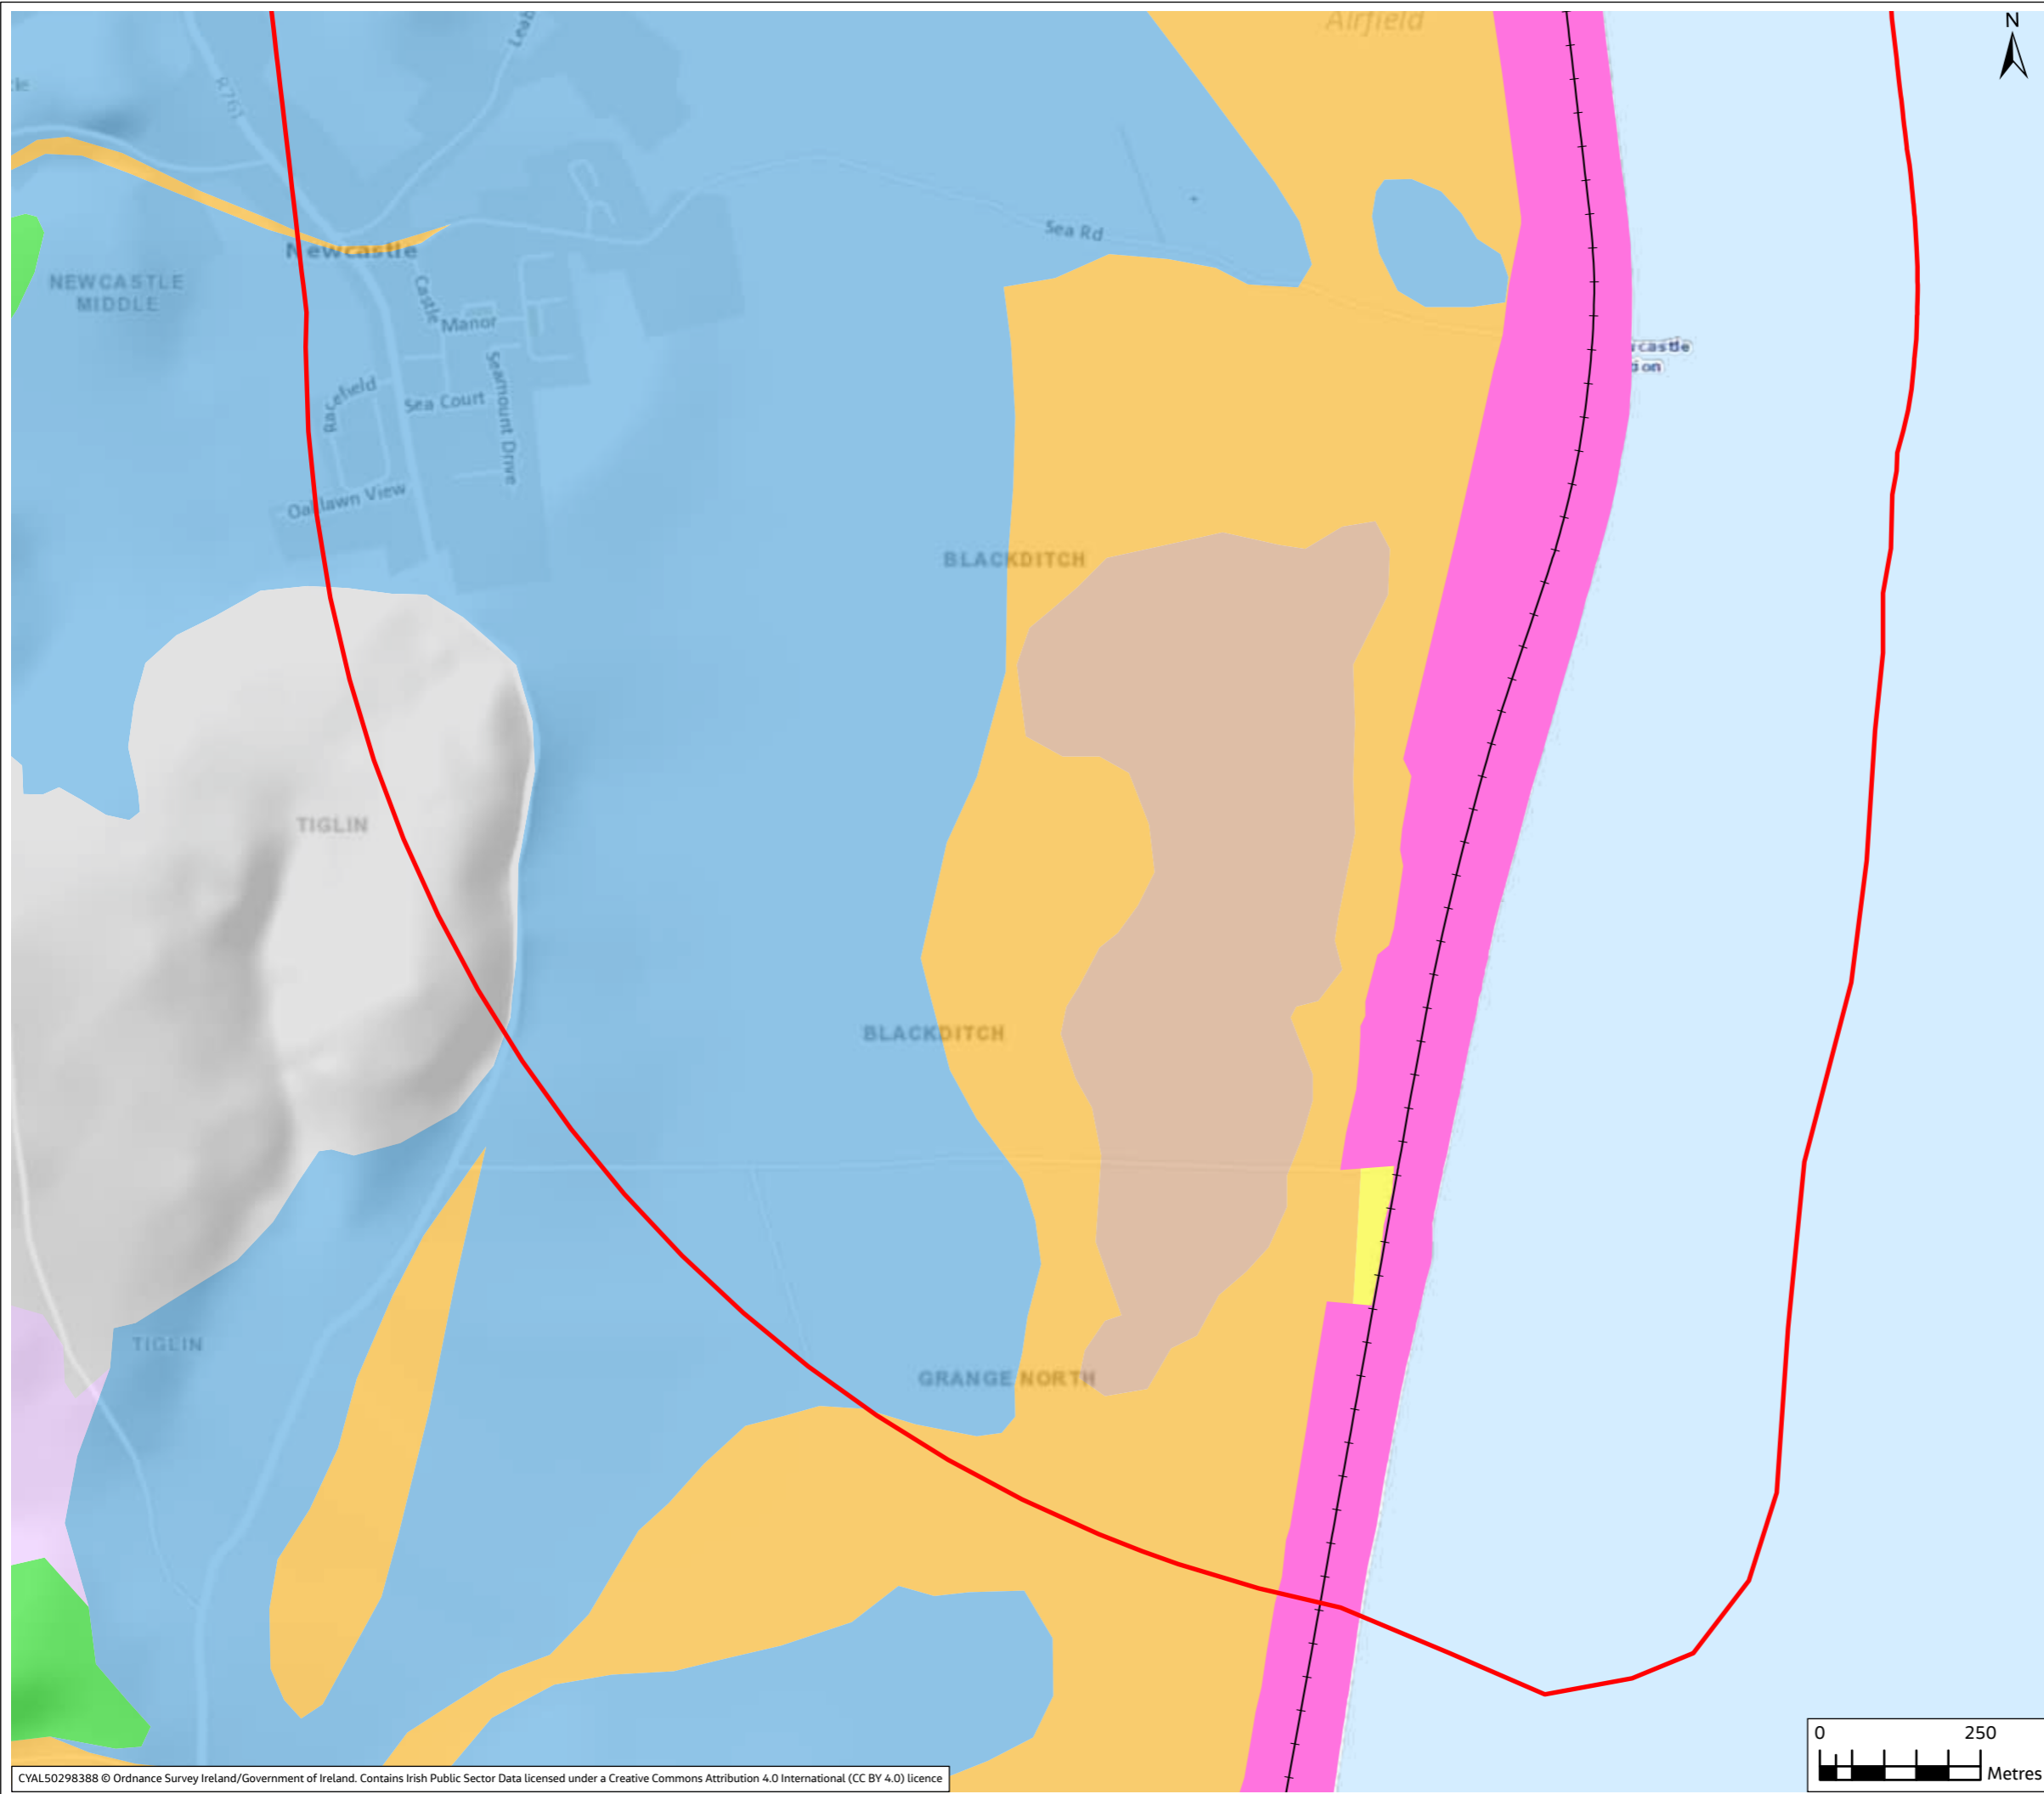 Airfield
N
R761
Sea Rd
Newcastle
NEWCASTLE
MIDDLE
Castle
Manor
Racefield
Sea Court
Seamount Drive
Oaklawn View
BLACKDITCH
TIGLIN
BLACKDITCH
TIGLIN
GRANGE NORTH
0 250
Metres
CYAL50298388 © Ordnance Survey Ireland/Government of Ireland. Contains Irish Public Sector Data licensed under a Creative Commons Attribution 4.0 International (CC BY 4.0) licence